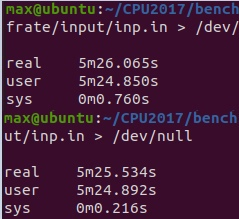 max@ubuntu:~/CPU2017/bench
frate/input/inp.in > /dev/
real 5m26.065s
user 5m24.850s
sys 0m0.760s
max@ubuntu:~/CPU2017/bench
ut/inp.in > /dev/null
real 5m25.534s
user 5m24.892s
sys 0m0.216s